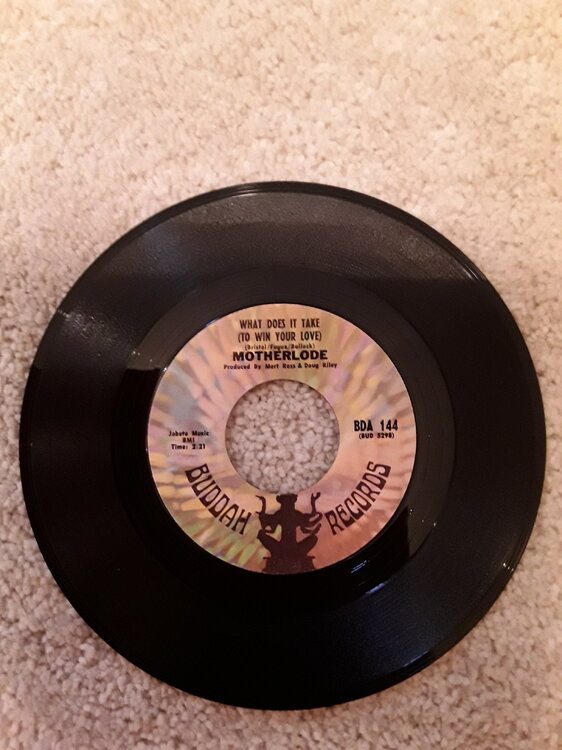 WHAT DOES IT TAKE
(TO WIN YOUR LOVE)
(Bristol/Fuqua/Bullock)
MOTHERLODE
Produced By Mort Ross & Doug Riley
Jobete Music
BMI
Time: 2:21
BDA 144
(BUD 5298)
BUDDAH RECORDS